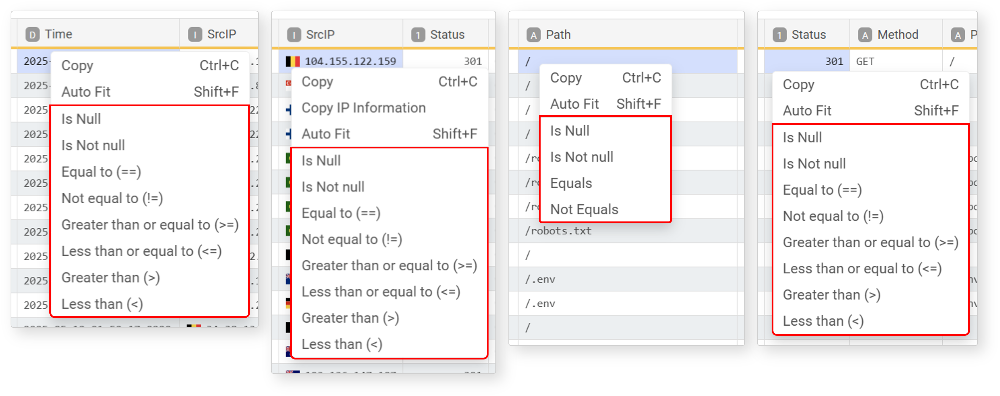 D Time I SrcIP
2025-
Copy Ctrl+C
2025-
Auto Fit Shift+F
2025-
Is Null
2025-
Is Not null
2025
Equal to (==)
2025-
Not equal to (!=)
2025-
Greater than or equal to (>=)
2025-
Less than or equal to (<=)
2025-
Greater than (>)
2025-
Less than (<)
2025-
I SrcIP 1 Status
104.155.122.159 301
Copy Ctrl+C
Copy IP Information
Auto Fit Shift+F
Is Null
Is Not null
Equal to (==)
Not equal to (!=)
Greater than or equal to (>=)
Less than or equal to (<=)
Greater than (>)
Less than (<)
A Path
/
Copy Ctrl+C
/
Auto Fit Shift+F
/
Is Null
/
Is Not null
/ro
Equals
/ro
Not Equals
/ro
/robots.txt
/
/.env
/.env
/
1 Status A Method A P
301 GET /
Copy Ctrl+C
Auto Fit Shift+F
Is Null
Is Not null
Equal to (==)
Not equal to (!=)
Greater than or equal to (>=)
Less than or equal to (<=)
Greater than (>)
Less than (<)